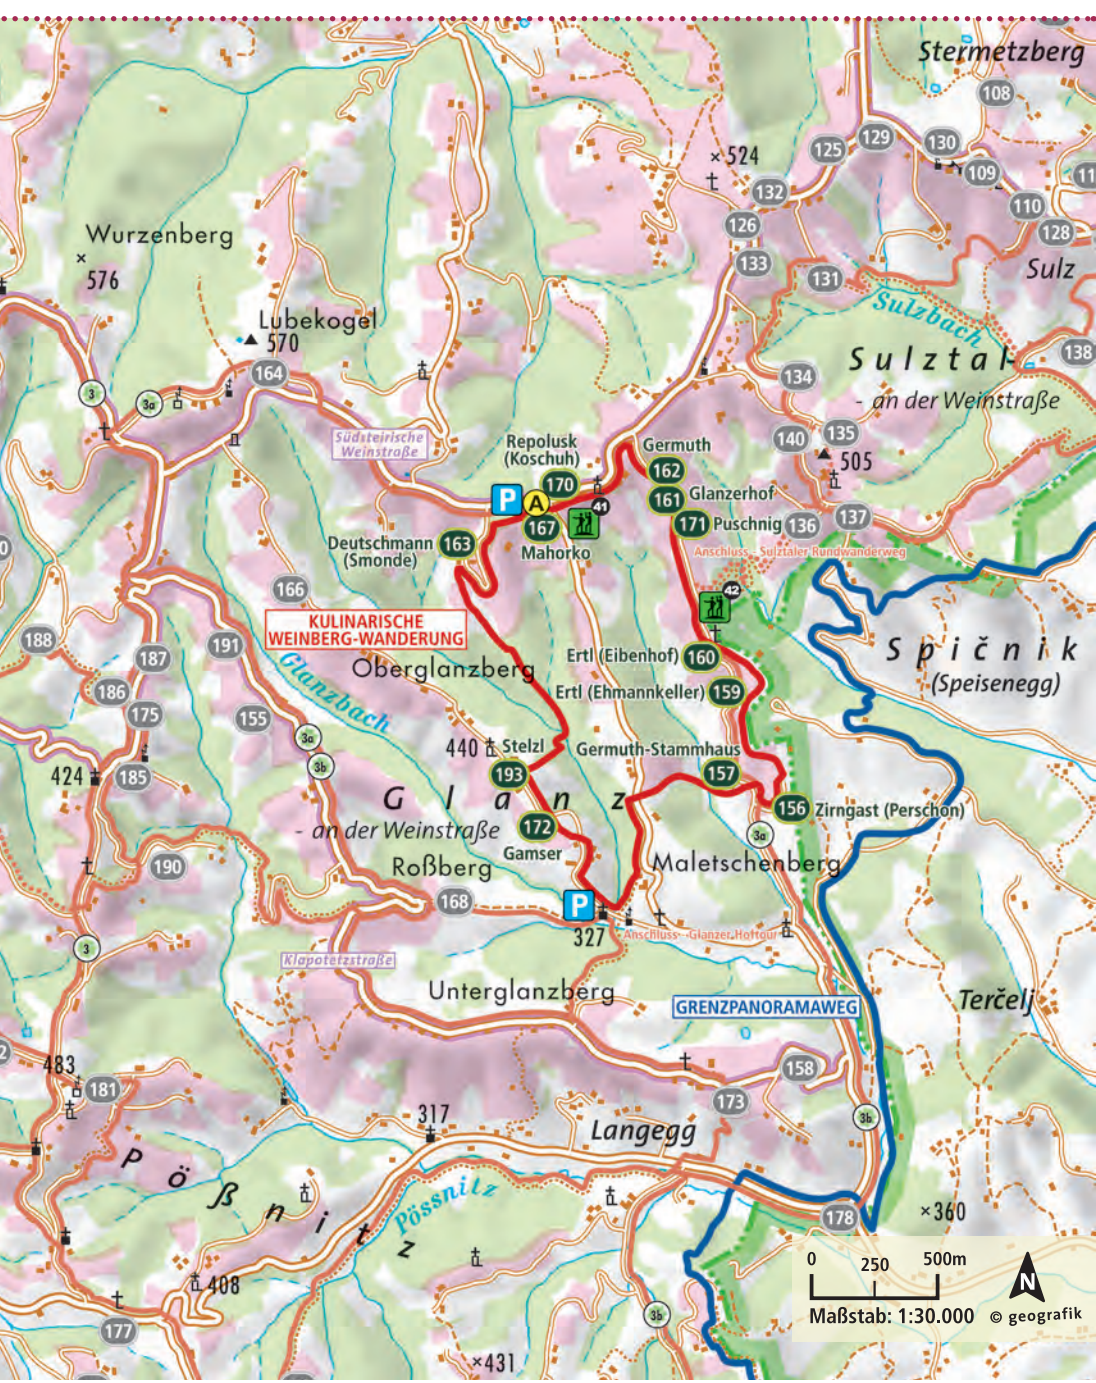 Stermetzberg
108
129
130
125
109
524
132
110
11
126
128
Wurzenberg
133
131
Sulz
576
Sulzbach
Lubekogel
570
138
Sulztal
164
134
- an der Weinstraße
3
3a
Südsteirische
Weinstraße
Repolusk
(Koschuh)
Germuth
140
135
162
505
170
P
A
161
Glanzerhof
41
167
171
Puschnig
136
137
Deutschmann
(Smonde)
163
Mahorko
Anschluss - Sulztaler Rundwanderweg
166
42
KULINARISCHE
WEINBERG-WANDERUNG
188
191
187
Spičnik
(Speisenegg)
Oberglanzberg
Ertl (Eibenhof)
160
Glanzbach
186
Ertl (Ehmannkeller)
159
175
155
3a
440
Stelzl
Germuth-Stammhaus
3b
424
185
193
157
Glanz
156
Zirngast (Perschon)
- an der Weinstraße
172
3a
Gamser
Roßberg
Maletschenberg
190
168
P
327
Anschluss - Glanzer Hoftour
3
Klapotetzstraße
Unterglanzberg
GRENZPANORAMAWEG
Terčelj
483
158
181
173
317
3b
Langegg
Pößnitz
Pössnitz
178
360
408
0
250
500m
N
Maßstab: 1:30.000
© geografik
3b
177
431